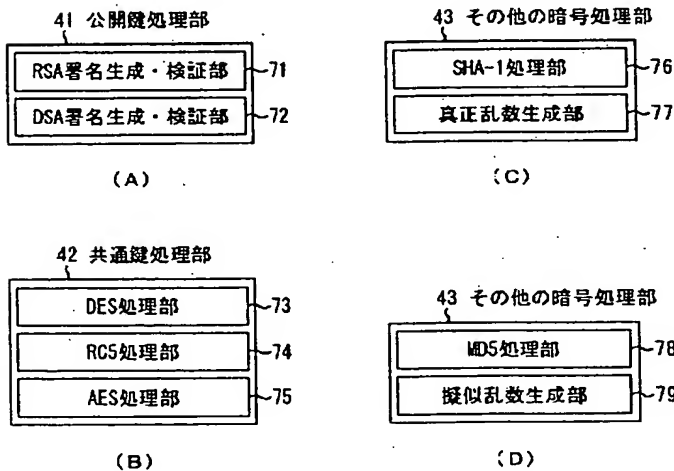 41 公開鍵処理部
RSA署名生成・検証部 71
DSA署名生成・検証部 72
(A)
43 その他の暗号処理部
SHA-1処理部 76
真正乱数生成部 77
(C)
42 共通鍵処理部
DES処理部 73
RC5処理部 74
AES処理部 75
(B)
43 その他の暗号処理部
MD5処理部 78
擬似乱数生成部 79
(D)